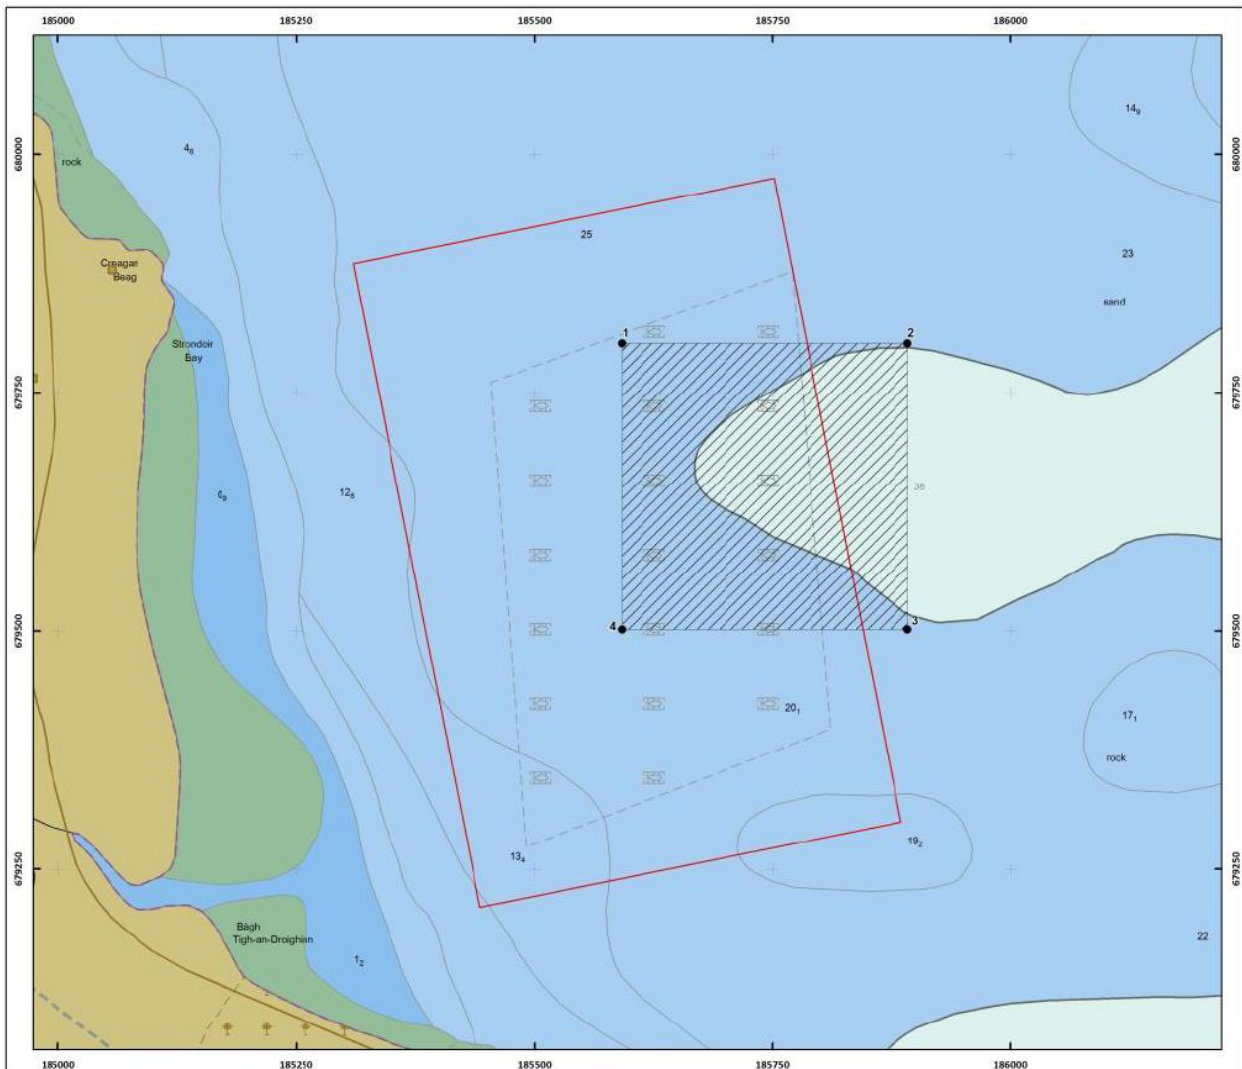 185000 185250 185500 185750 186000
14₉
680000 680000
4₆
rock
25
23
Creagan
Beag
sand
1 2
Strondoir
Bay
679750 679750
6₉ 12₈ 36
679500 4 3 679500
20₁ 17₁
rock
19₂
13₄
679250 679250
Bàgh
Tigh-an-Droighian
22
1₂
185000 185250 185500 185750 186000